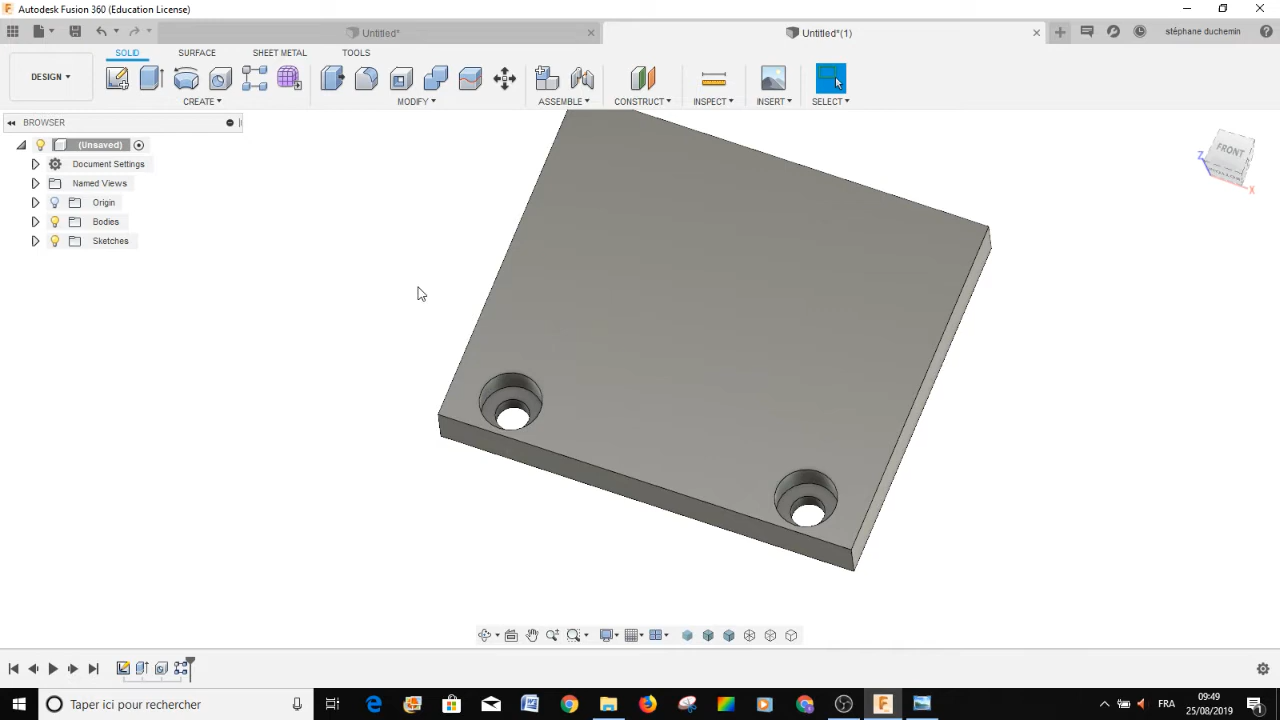 Autodesk Fusion 360 (Education License)
Untitled*
Untitled*(1)
stéphane duchemin
SOLID
SURFACE
SHEET METAL
TOOLS
DESIGN
CREATE
MODIFY
ASSEMBLE
CONSTRUCT
INSPECT
INSERT
SELECT
BROWSER
(Unsaved)
Document Settings
Named Views
Origin
Bodies
Sketches
FRONT
Z
X
Taper ici pour rechercher
FRA
09:49
25/08/2019